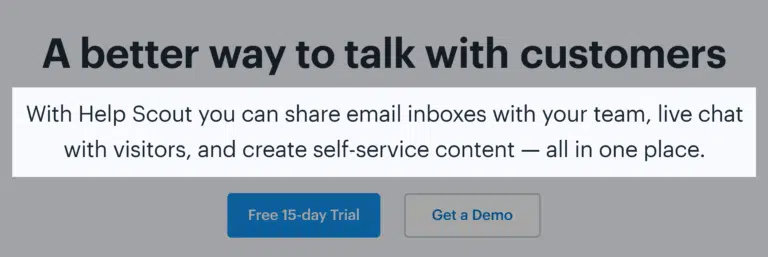 A better way to talk with customers
With Help Scout you can share email inboxes with your team, live chat
with visitors, and create self-service content — all in one place.
Free 15-day Trial
Get a Demo